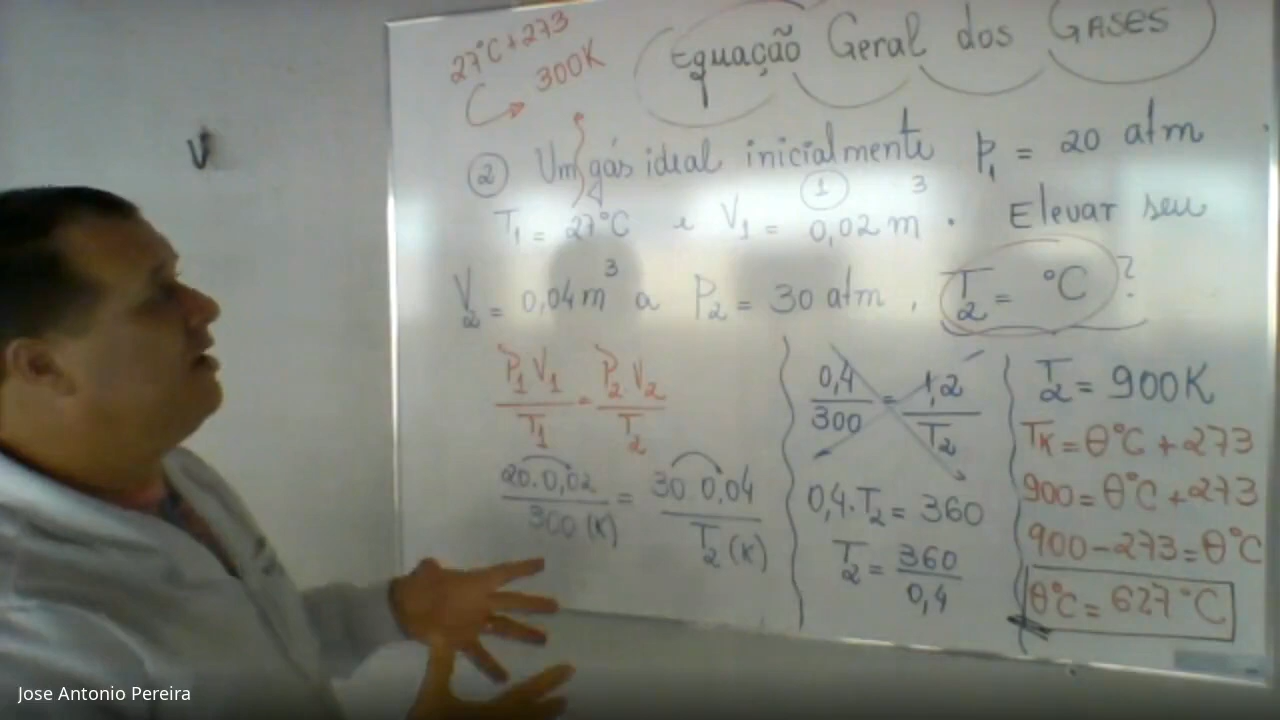 27°C+273
300K
Equação Geral dos GASES
V
② Um gás ideal inicialmente P₁ = 20 atm
①
T₁ = 27°C e V₁ = 0,02 m³ . Elevar seu
V₂ = 0,04 m³ a P₂ = 30 atm , T₂ = °C ?
P₁ V₁ / T₁ = P₂ V₂ / T₂
20.0,02 / 300 (K) = 30 0,04 / T₂ (K)
0,4 / 300 = 1,2 / T₂
0,4.T₂ = 360
T₂ = 360 / 0,4
T₂ = 900K
TK = θ°C + 273
900 = θ°C + 273
900 - 273 = θ°C
θ°C = 627°C
Jose Antonio Pereira